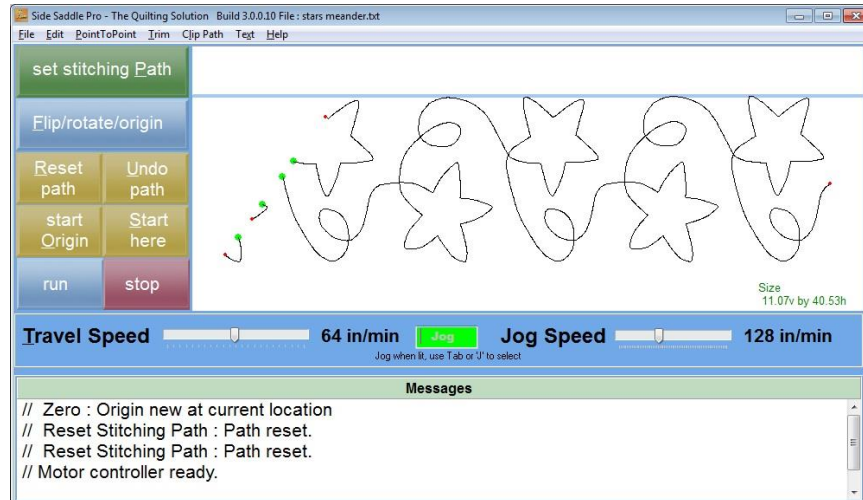 Side Saddle Pro - The Quilting Solution Build 3.0.0.10 File : stars meander.txt
File Edit PointToPoint Trim Clip Path Text Help
set stitching Path
Flip/rotate/origin
Reset path
Undo path
start Origin
Start here
run
stop
Size
11.07v by 40.53h
Travel Speed
64 in/min
Jog
Jog Speed
128 in/min
Jog when lit, use Tab or 'J' to select
Messages
// Zero : Origin new at current location
// Reset Stitching Path : Path reset.
// Reset Stitching Path : Path reset.
// Motor controller ready.